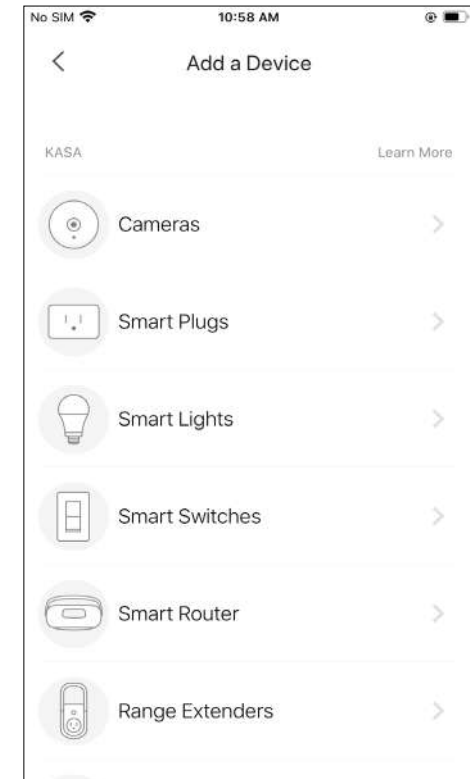 No SIM 10:58 AM
Add a Device
KASA Learn More
Cameras
Smart Plugs
Smart Lights
Smart Switches
Smart Router
Range Extenders